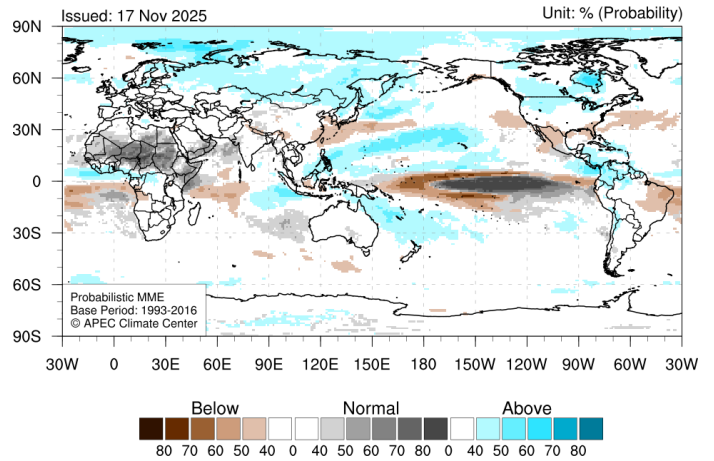 Issued: 17 Nov 2025 Unit: % (Probability)
90N
60N
30N
0
30S
60S
90S
Probabilistic MME
Base Period: 1993-2016
© APEC Climate Center
30W 0 30E 60E 90E 120E 150E 180 150W 120W 90W 60W 30W
Below Normal Above
80 70 60 50 40 0 40 50 60 70 80 0 40 50 60 70 80